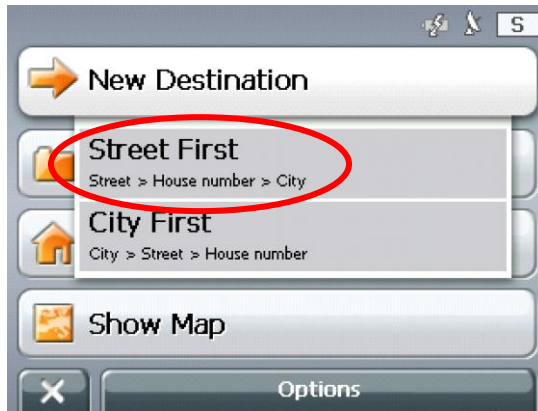 S
New Destination
Street First
Street > House number > City
City First
City > Street > House number
Show Map
Options